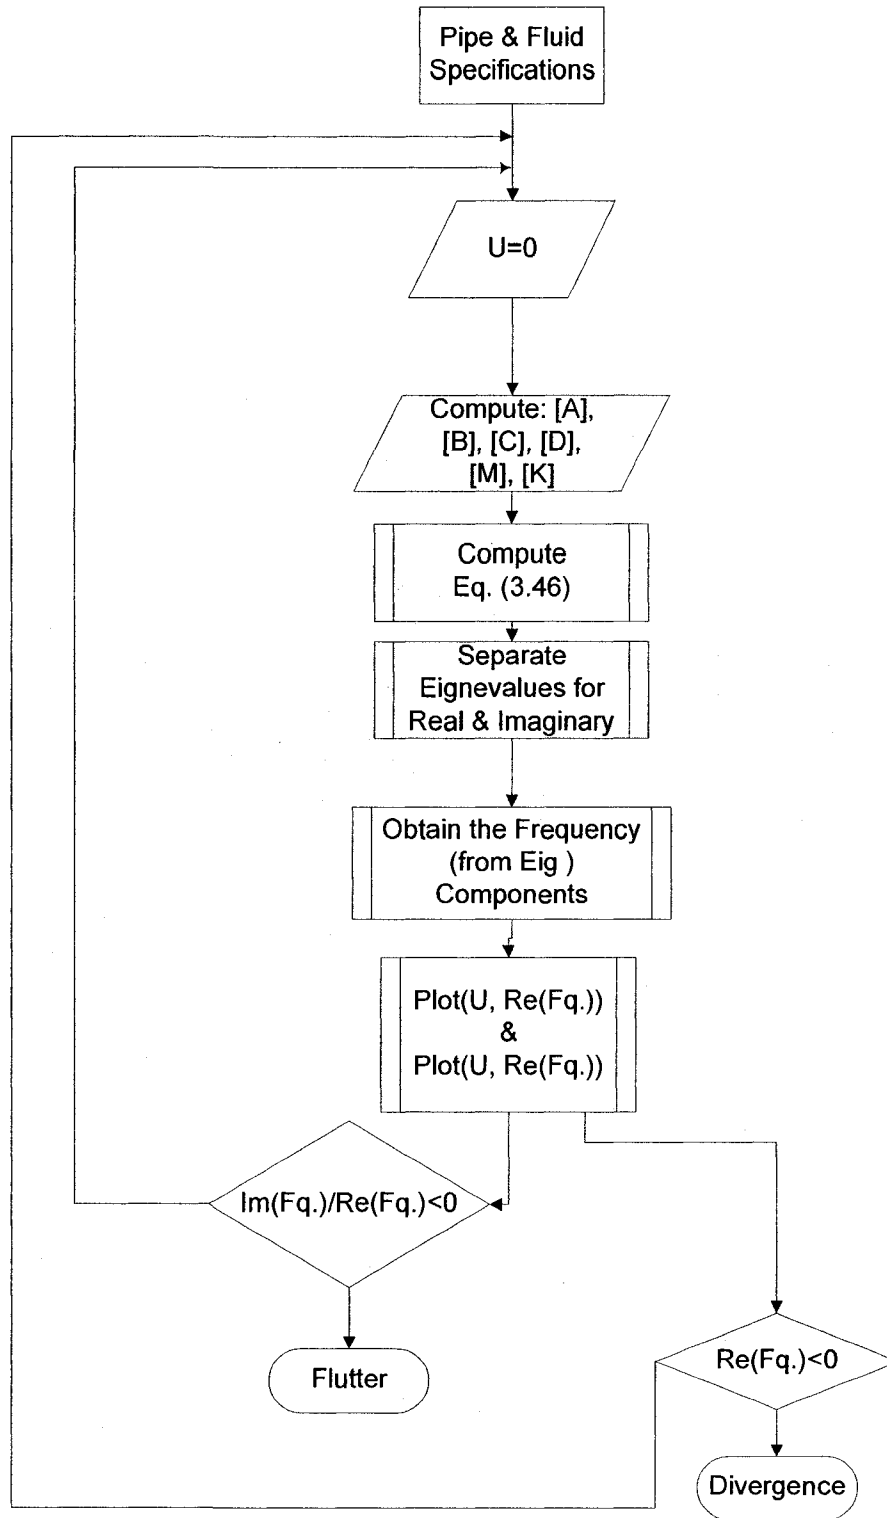 Pipe & Fluid
Specifications
U=0
Compute: [A],
[B], [C], [D],
[M], [K]
Compute
Eq. (3.46)
Separate
Eignevalues for
Real & Imaginary
Obtain the Frequency
(from Eig )
Components
Plot(U, Re(Fq.))
&
Plot(U, Re(Fq.))
Im(Fq.)/Re(Fq.)<0
Flutter
Re(Fq.)<0
Divergence